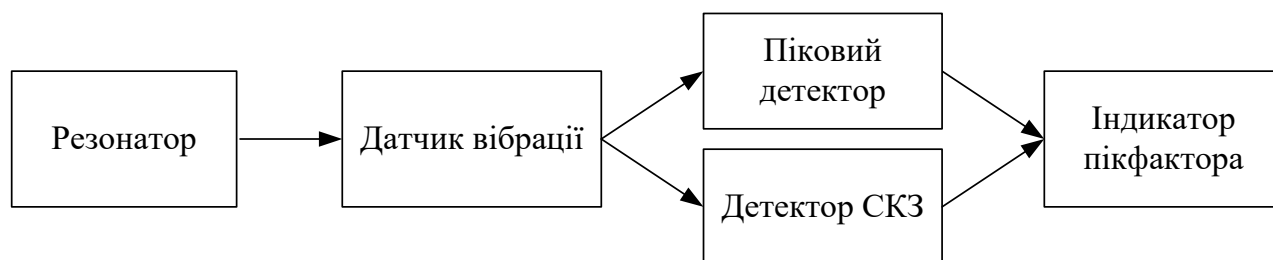 Резонатор
Датчик вібрації
Піковий
детектор
Детектор СКЗ
Індикатор
пікфактора